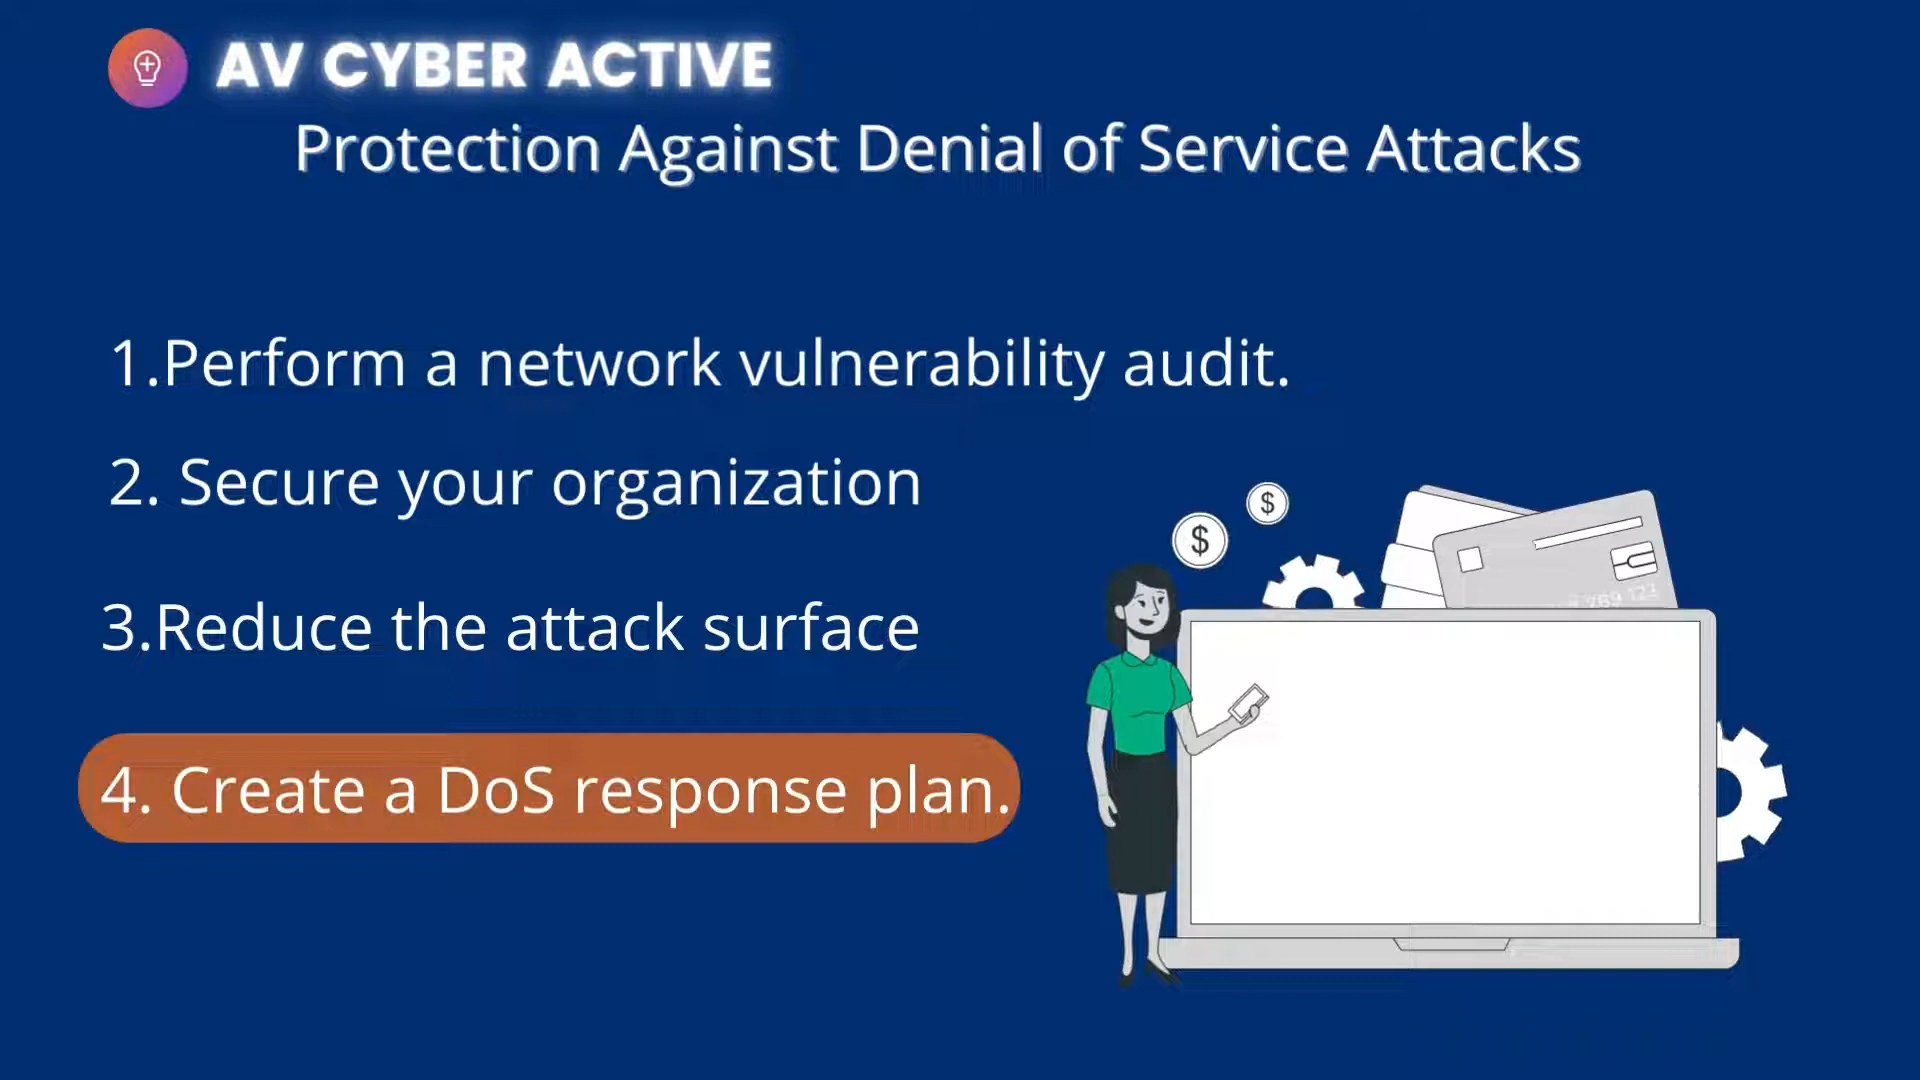 AV CYBER ACTIVE
Protection Against Denial of Service Attacks
1.Perform a network vulnerability audit.
2. Secure your organization
$
$
3.Reduce the attack surface
4. Create a DoS response plan.